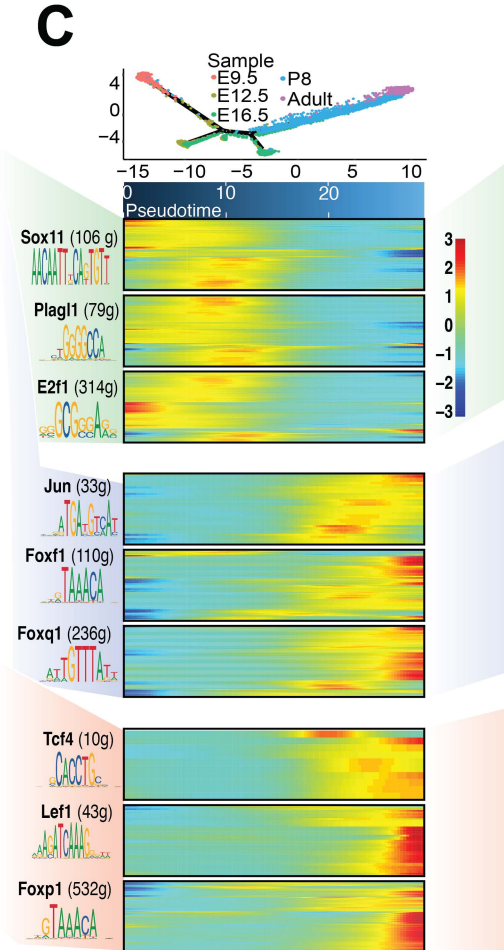 C
Sample
E9.5
P8
E12.5
Adult
E16.5
4
0
−4
−15 −10 −5 0 5 10
0 10 20
Pseudotime
Sox11 (106 g)
Plagl1 (79g)
E2f1 (314g)
3
2
1
0
−1
−2
−3
Jun (33g)
Foxf1 (110g)
Foxq1 (236g)
Tcf4 (10g)
Lef1 (43g)
Foxp1 (532g)